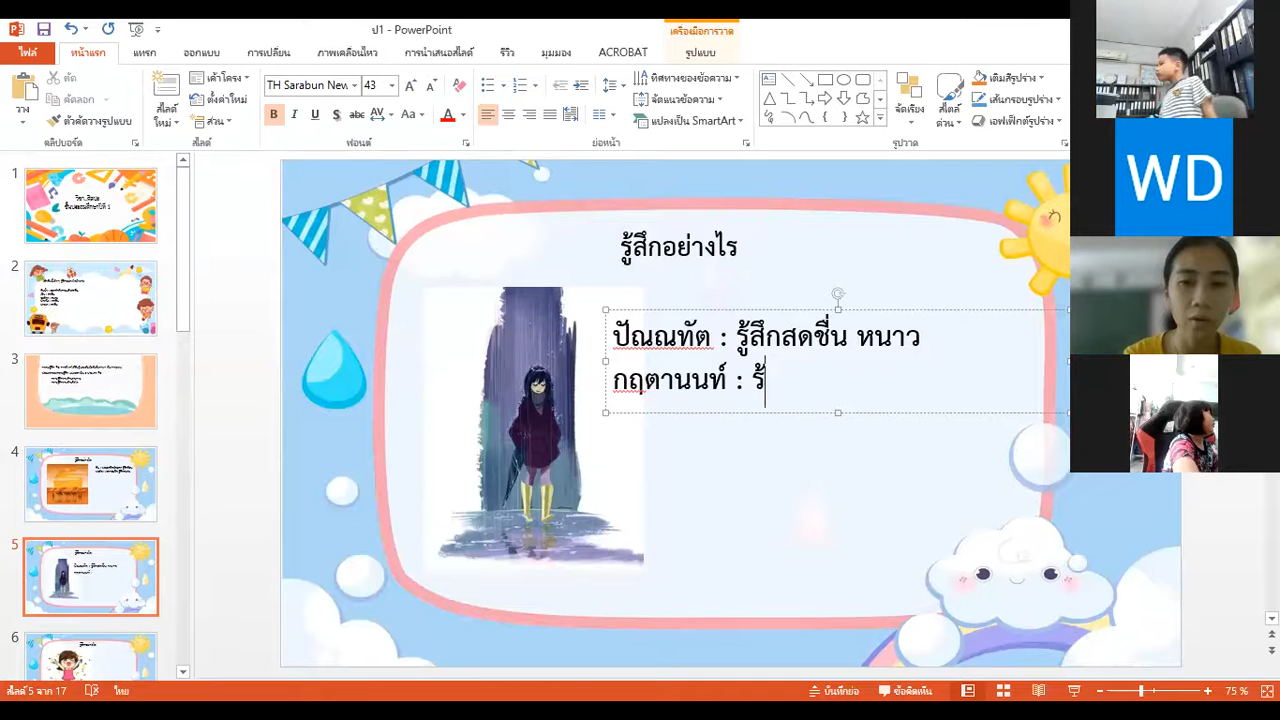 ป1 - PowerPoint
เครื่องมือการวาด
ไฟล์ หน้าแรก แทรก ออกแบบ การเปลี่ยน ภาพเคลื่อนไหว การนำเสนอสไลด์ รีวิว มุมมอง ACROBAT รูปแบบ
วาง
ตัด
คัดลอก
ตัวคัดวางรูปแบบ
คลิปบอร์ด
สไลด์
ใหม่
เค้าโครง
ตั้งค่าใหม่
ส่วน
สไลด์
TH Sarabun New 43
B I U S abc AV Aa A
ฟอนต์
ทิศทางของข้อความ
จัดแนวข้อความ
แปลงเป็น SmartArt
ย่อหน้า
จัดเรียง
สไตล์
ด่วน
เติมสีรูปร่าง
เส้นกรอบรูปร่าง
เอฟเฟ็กต์รูปร่าง
รูปวาด
1
2
3
4
5
6
รู้สึกอย่างไร
ปัณณทัต : รู้สึกสดชื่น หนาว
กฤตานนท์ : รั
WD
สไลด์ 5 จาก 17
ไทย
บันทึกย่อ
ข้อคิดเห็น
75 %